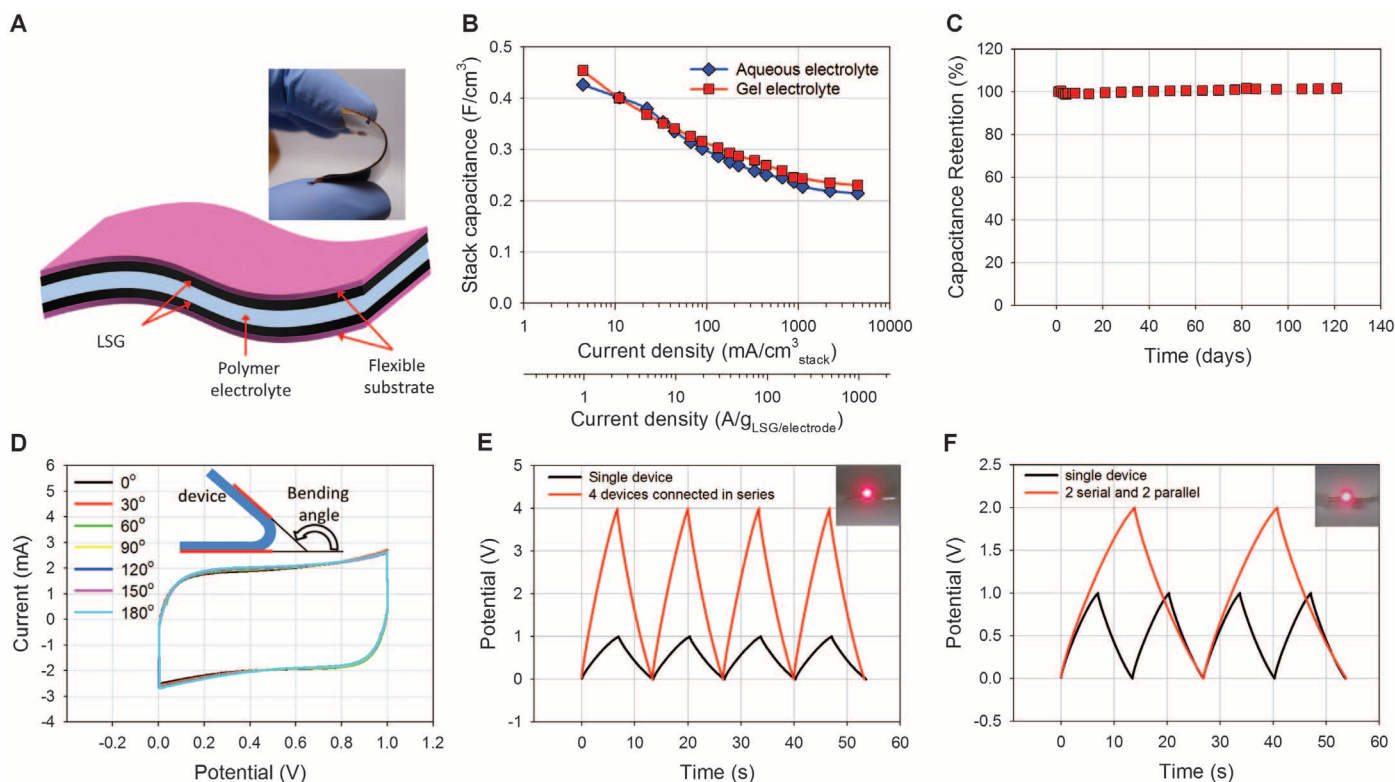 A
LSG
Polymer
electrolyte
Flexible
substrate
B
Stack capacitance (F/cm³)
0.5
0.4
0.3
0.2
0.1
0.0
Aqueous electrolyte
Gel electrolyte
1 10 100 1000 10000
Current density (mA/cm³stack)
1 10 100 1000
Current density (A/gLSG/electrode)
C
Capacitance Retention (%)
120
100
80
60
40
20
0
0 20 40 60 80 100 120 140
Time (days)
D
Current (mA)
6
5
4
3
2
1
0
-1
-2
-3
-4
0°
30°
60°
90°
120°
150°
180°
device
Bending
angle
-0.2 0.0 0.2 0.4 0.6 0.8 1.0 1.2
Potential (V)
E
Potential (V)
5
4
3
2
1
0
-1
Single device
4 devices connected in series
0 10 20 30 40 50 60
Time (s)
F
Potential (V)
2.5
2.0
1.5
1.0
0.5
0.0
-0.5
single device
2 serial and 2 parallel
0 10 20 30 40 50 60
Time (s)